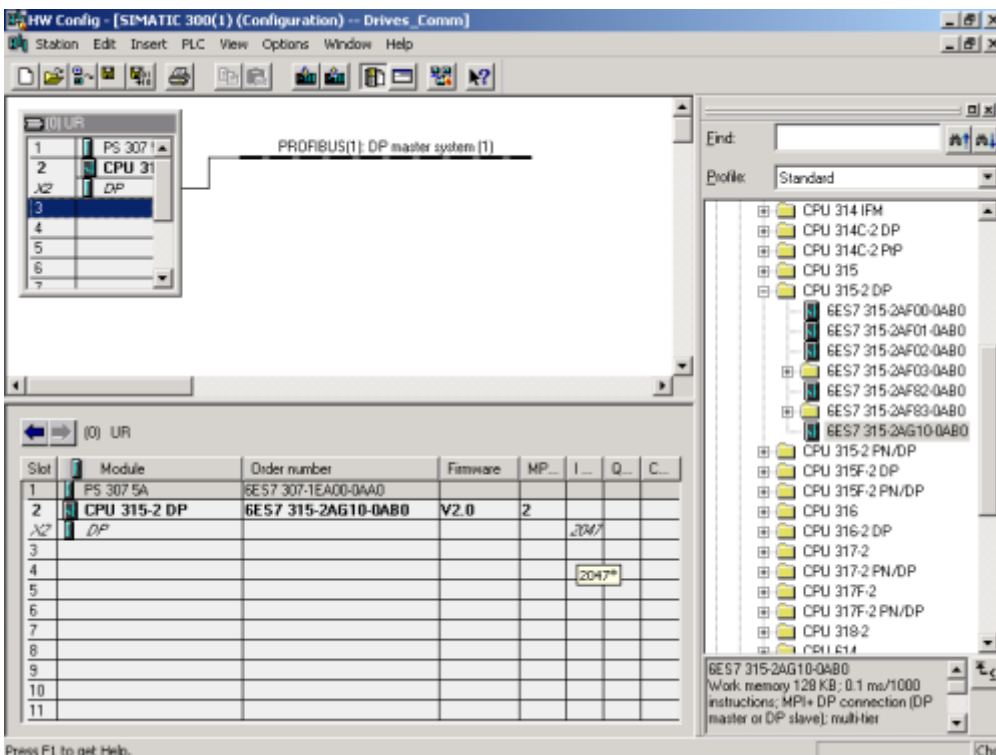 HW Config - [SIMATIC 300(1) (Configuration) -- Drives_Comm]
Station Edit Insert PLC View Options Window Help
(0) UR
1 PS 307
2 CPU 31
X2 DP
3
4
5
6
7
PROFIBUS(1): DP master system (1)
Find:
Profile: Standard
CPU 314 IFM
CPU 314C-2 DP
CPU 314C-2 PtP
CPU 315
CPU 315-2 DP
6ES7 315-2AF00-0AB0
6ES7 315-2AF01-0AB0
6ES7 315-2AF02-0AB0
6ES7 315-2AF03-0AB0
6ES7 315-2AF82-0AB0
6ES7 315-2AF83-0AB0
6ES7 315-2AG10-0AB0
CPU 315-2 PN/DP
CPU 315F-2 DP
CPU 315F-2 PN/DP
CPU 316
CPU 316-2 DP
CPU 317-2
CPU 317-2 PN/DP
CPU 317F-2
CPU 317F-2 PN/DP
CPU 318-2
CPU 614
6ES7 315-2AG10-0AB0
Work memory 128 KB; 0.1 ms/1000
instructions; MPI+ DP connection (DP
master or DP slave); multi-tier
(0) UR
Slot Module Order number Firmware MP... I ... Q... C...
1 PS 307 5A 6ES7 307-1EA00-0AA0
2 CPU 315-2 DP 6ES7 315-2AG10-0AB0 V2.0 2
X2 DP 2047
3
4
2047*
5
6
7
8
9
10
11
Press F1 to get Help.
Ch